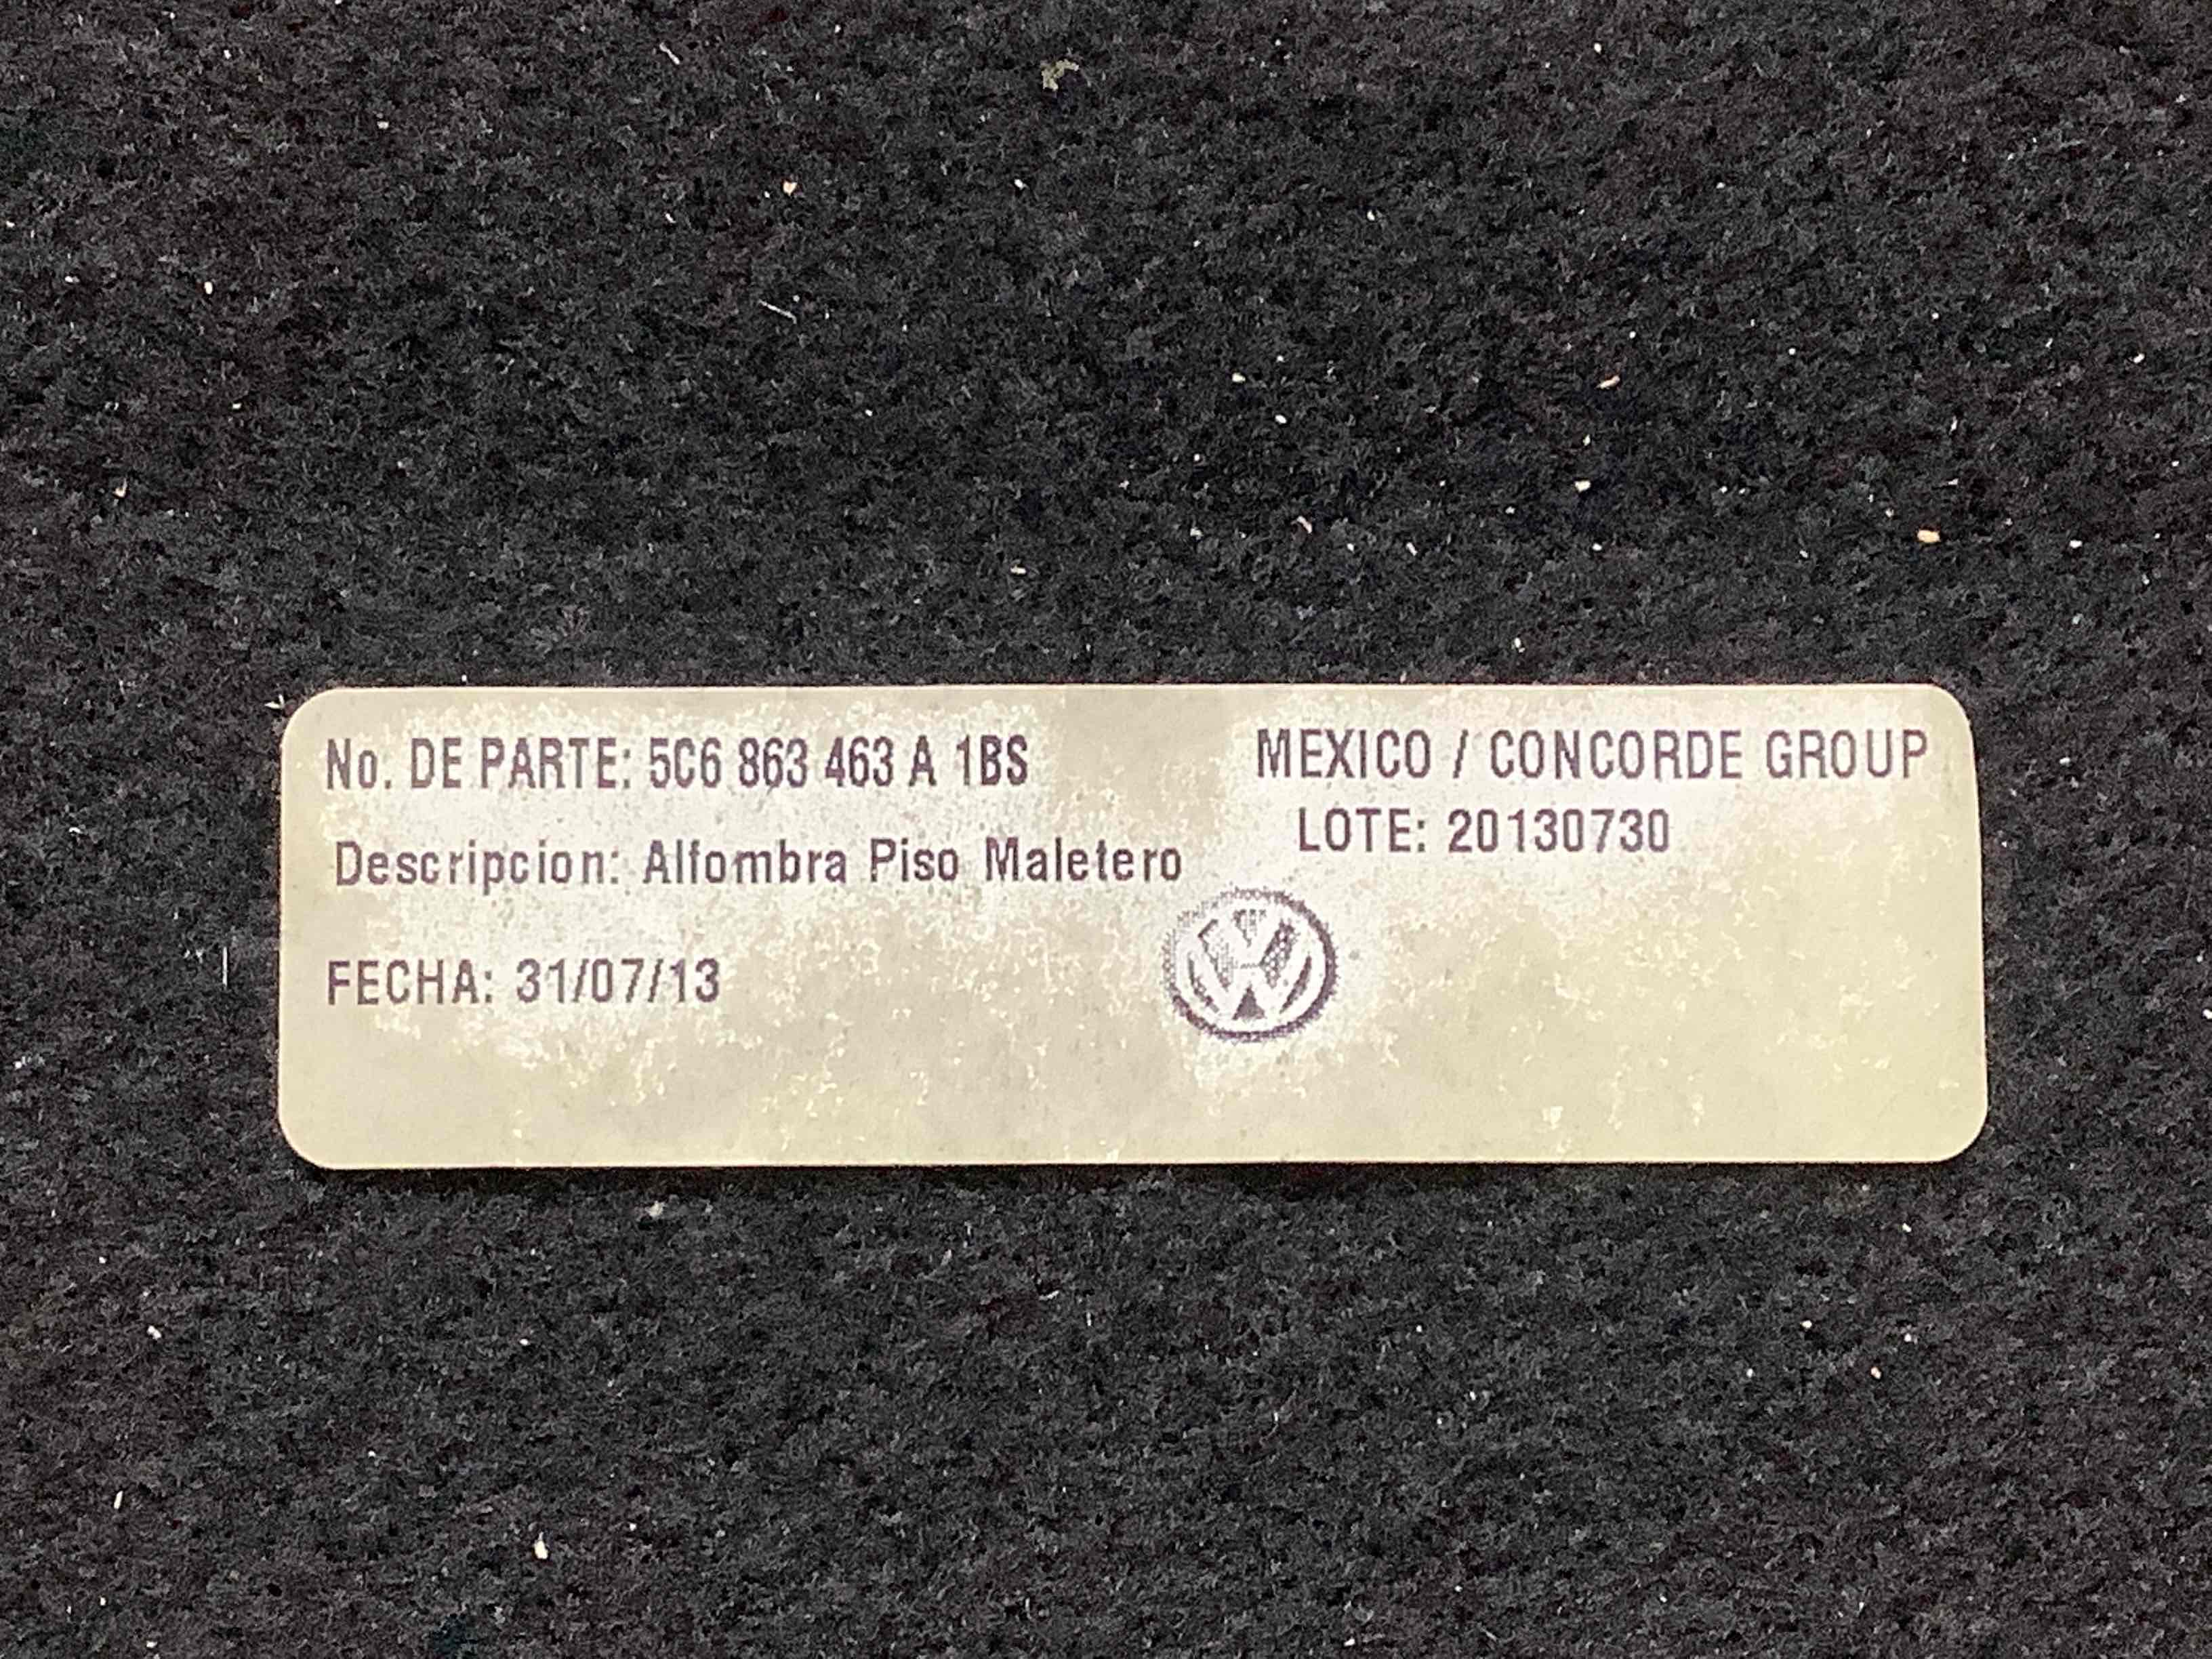 No. DE PARTE: 5C6 863 463 A 1BS
MEXICO / CONCORDE GROUP
LOTE: 20130730
Descripcion: Alfombra Piso Maletero
FECHA: 31/07/13